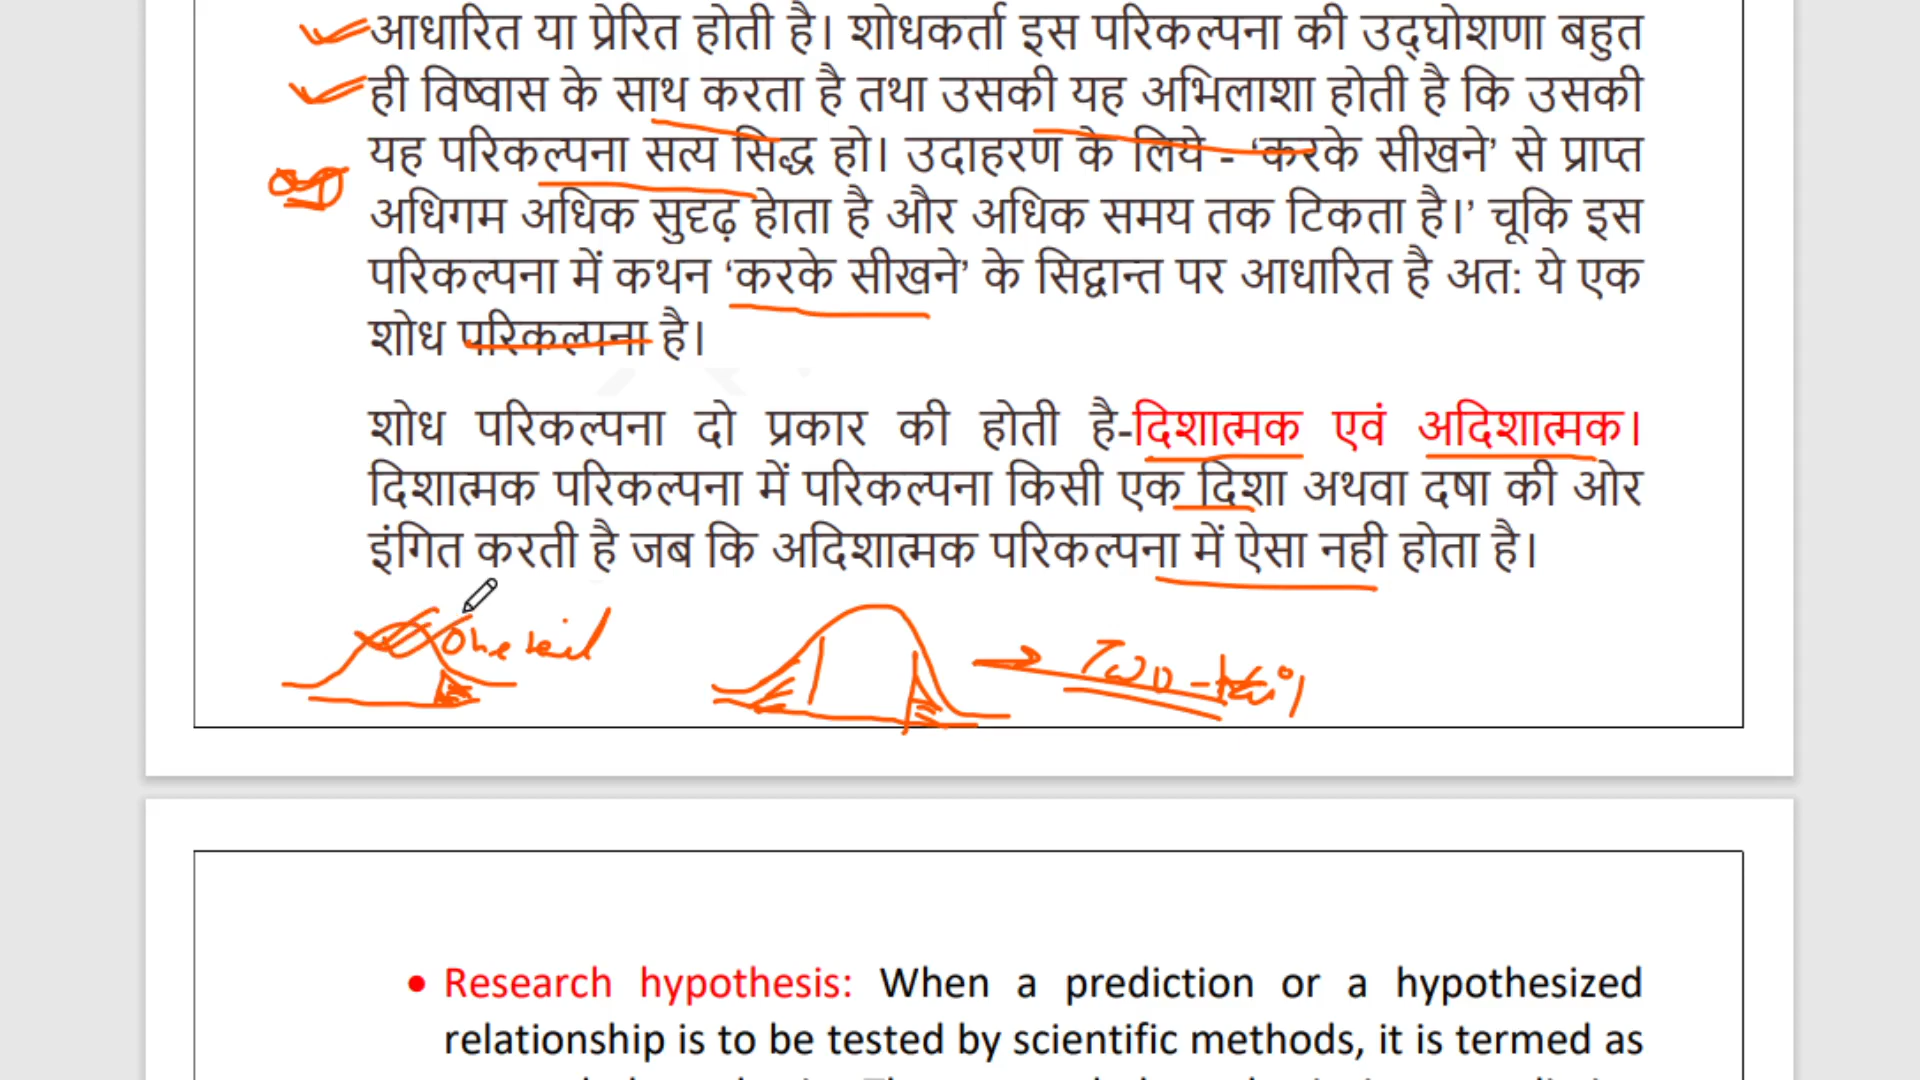 आधारित या प्रेरित होती है। शोधकर्ता इस परिकल्पना की उद्घोशणा बहुत
ही विष्वास के साथ करता है तथा उसकी यह अभिलाशा होती है कि उसकी
यह परिकल्पना सत्य सिद्ध हो। उदाहरण के लिये - ‘करके सीखने’ से प्राप्त
अधिगम अधिक सुदृढ़ हेाता है और अधिक समय तक टिकता है।’ चूकि इस
परिकल्पना में कथन ‘करके सीखने’ के सिद्वान्त पर आधारित है अत: ये एक
शोध परिकल्पना है।
शोध परिकल्पना दो प्रकार की होती है-दिशात्मक एवं अदिशात्मक।
दिशात्मक परिकल्पना में परिकल्पना किसी एक दिशा अथवा दषा की ओर
इंगित करती है जब कि अदिशात्मक परिकल्पना में ऐसा नही होता है।
One tail
Two-tail
• Research hypothesis: When a prediction or a hypothesized
relationship is to be tested by scientific methods, it is termed as